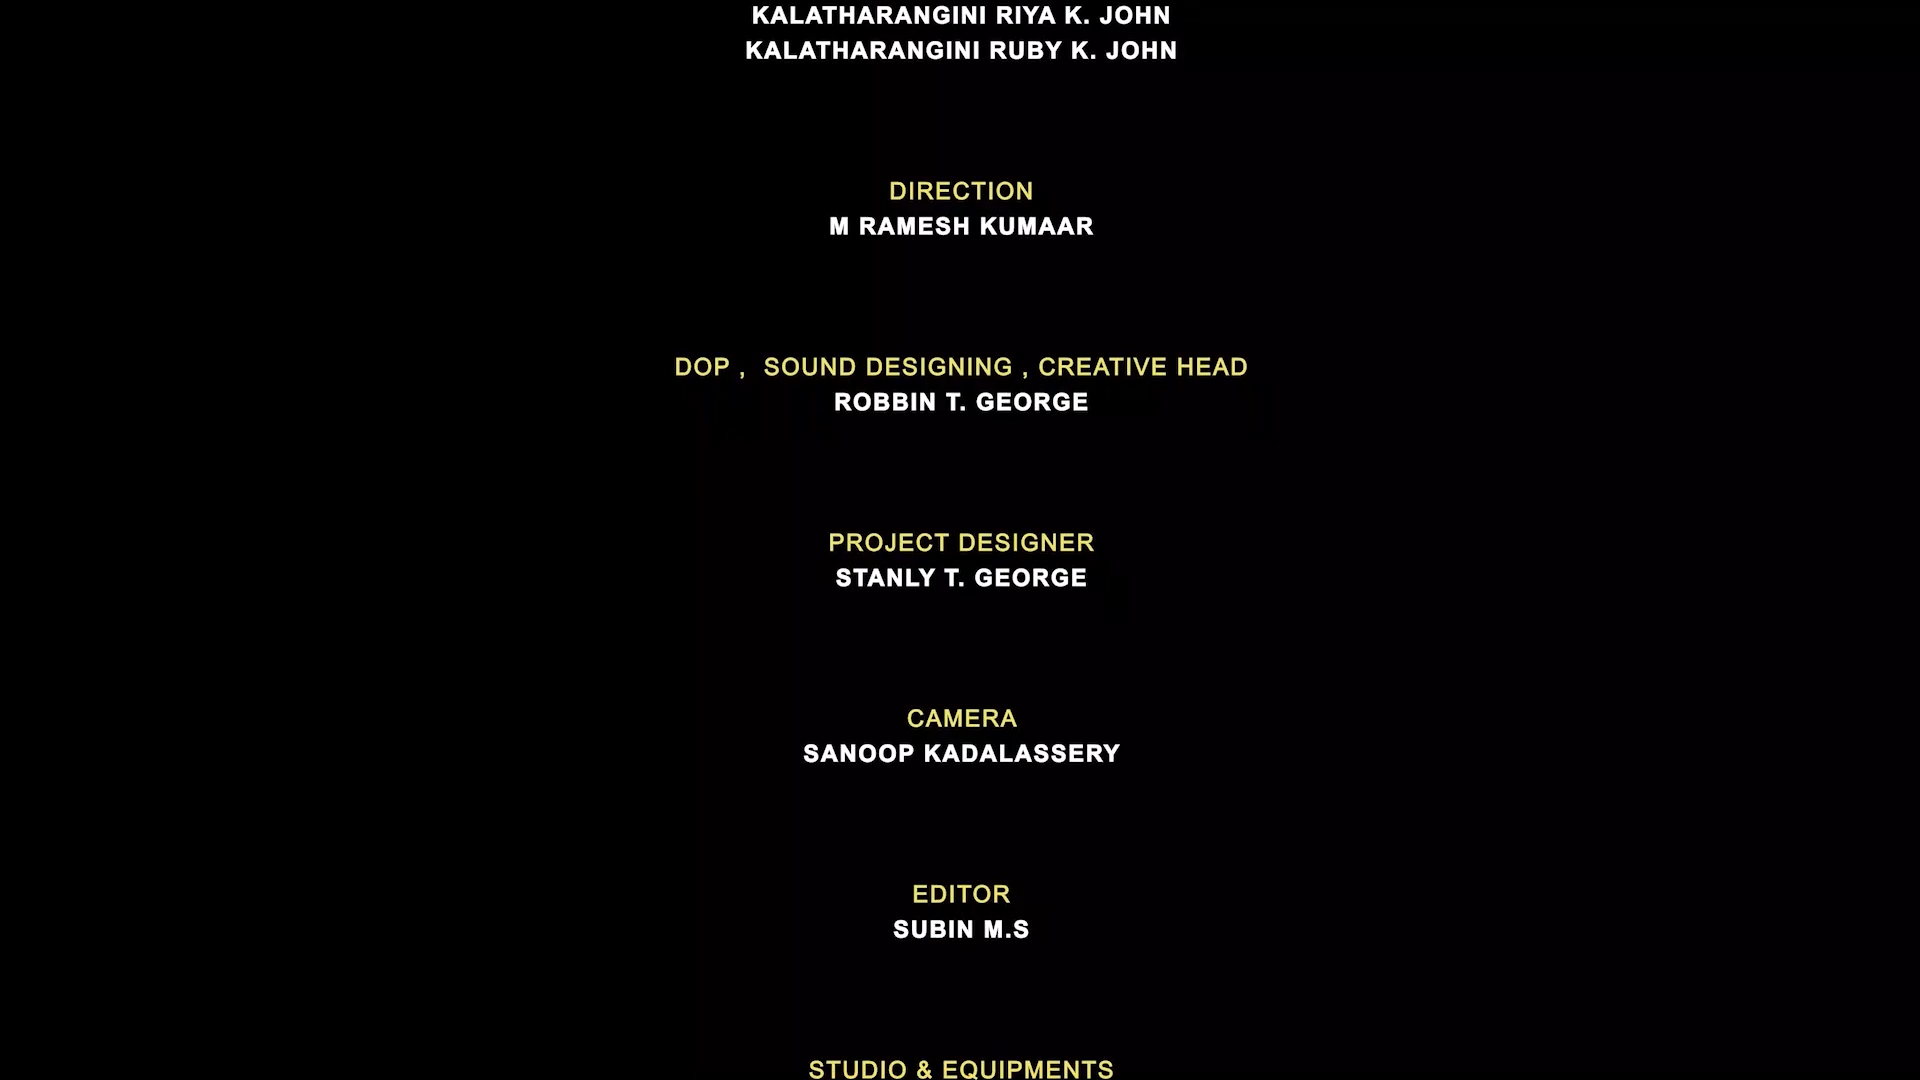 KALATHARANGINI RIYA K. JOHN
KALATHARANGINI RUBY K. JOHN
DIRECTION
M RAMESH KUMAAR
DOP ,  SOUND DESIGNING , CREATIVE HEAD
ROBBIN T. GEORGE
PROJECT DESIGNER
STANLY T. GEORGE
CAMERA
SANOOP KADALASSERY
EDITOR
SUBIN M.S
STUDIO & EQUIPMENTS